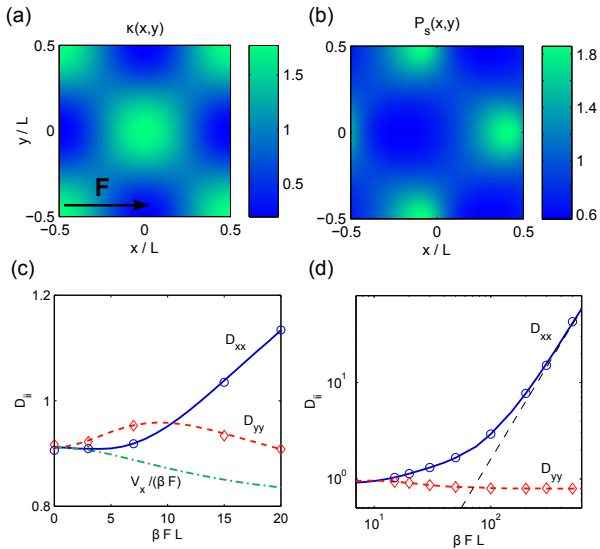 (a) κ(x,y)
0.5
0
−0.5
y / L
−0.5 0 0.5
x / L
F
1.5
1
0.5
(b) P_s(x,y)
0.5
0
−0.5
−0.5 0 0.5
x / L
1.8
1.4
1
0.6
(c)
1.2
1
0.8
D_ii
D_xx
D_yy
V_x/(β F)
0 5 10 15 20
β F L
(d)
10^1
10^0
D_ii
D_xx
D_yy
10^1 10^2
β F L